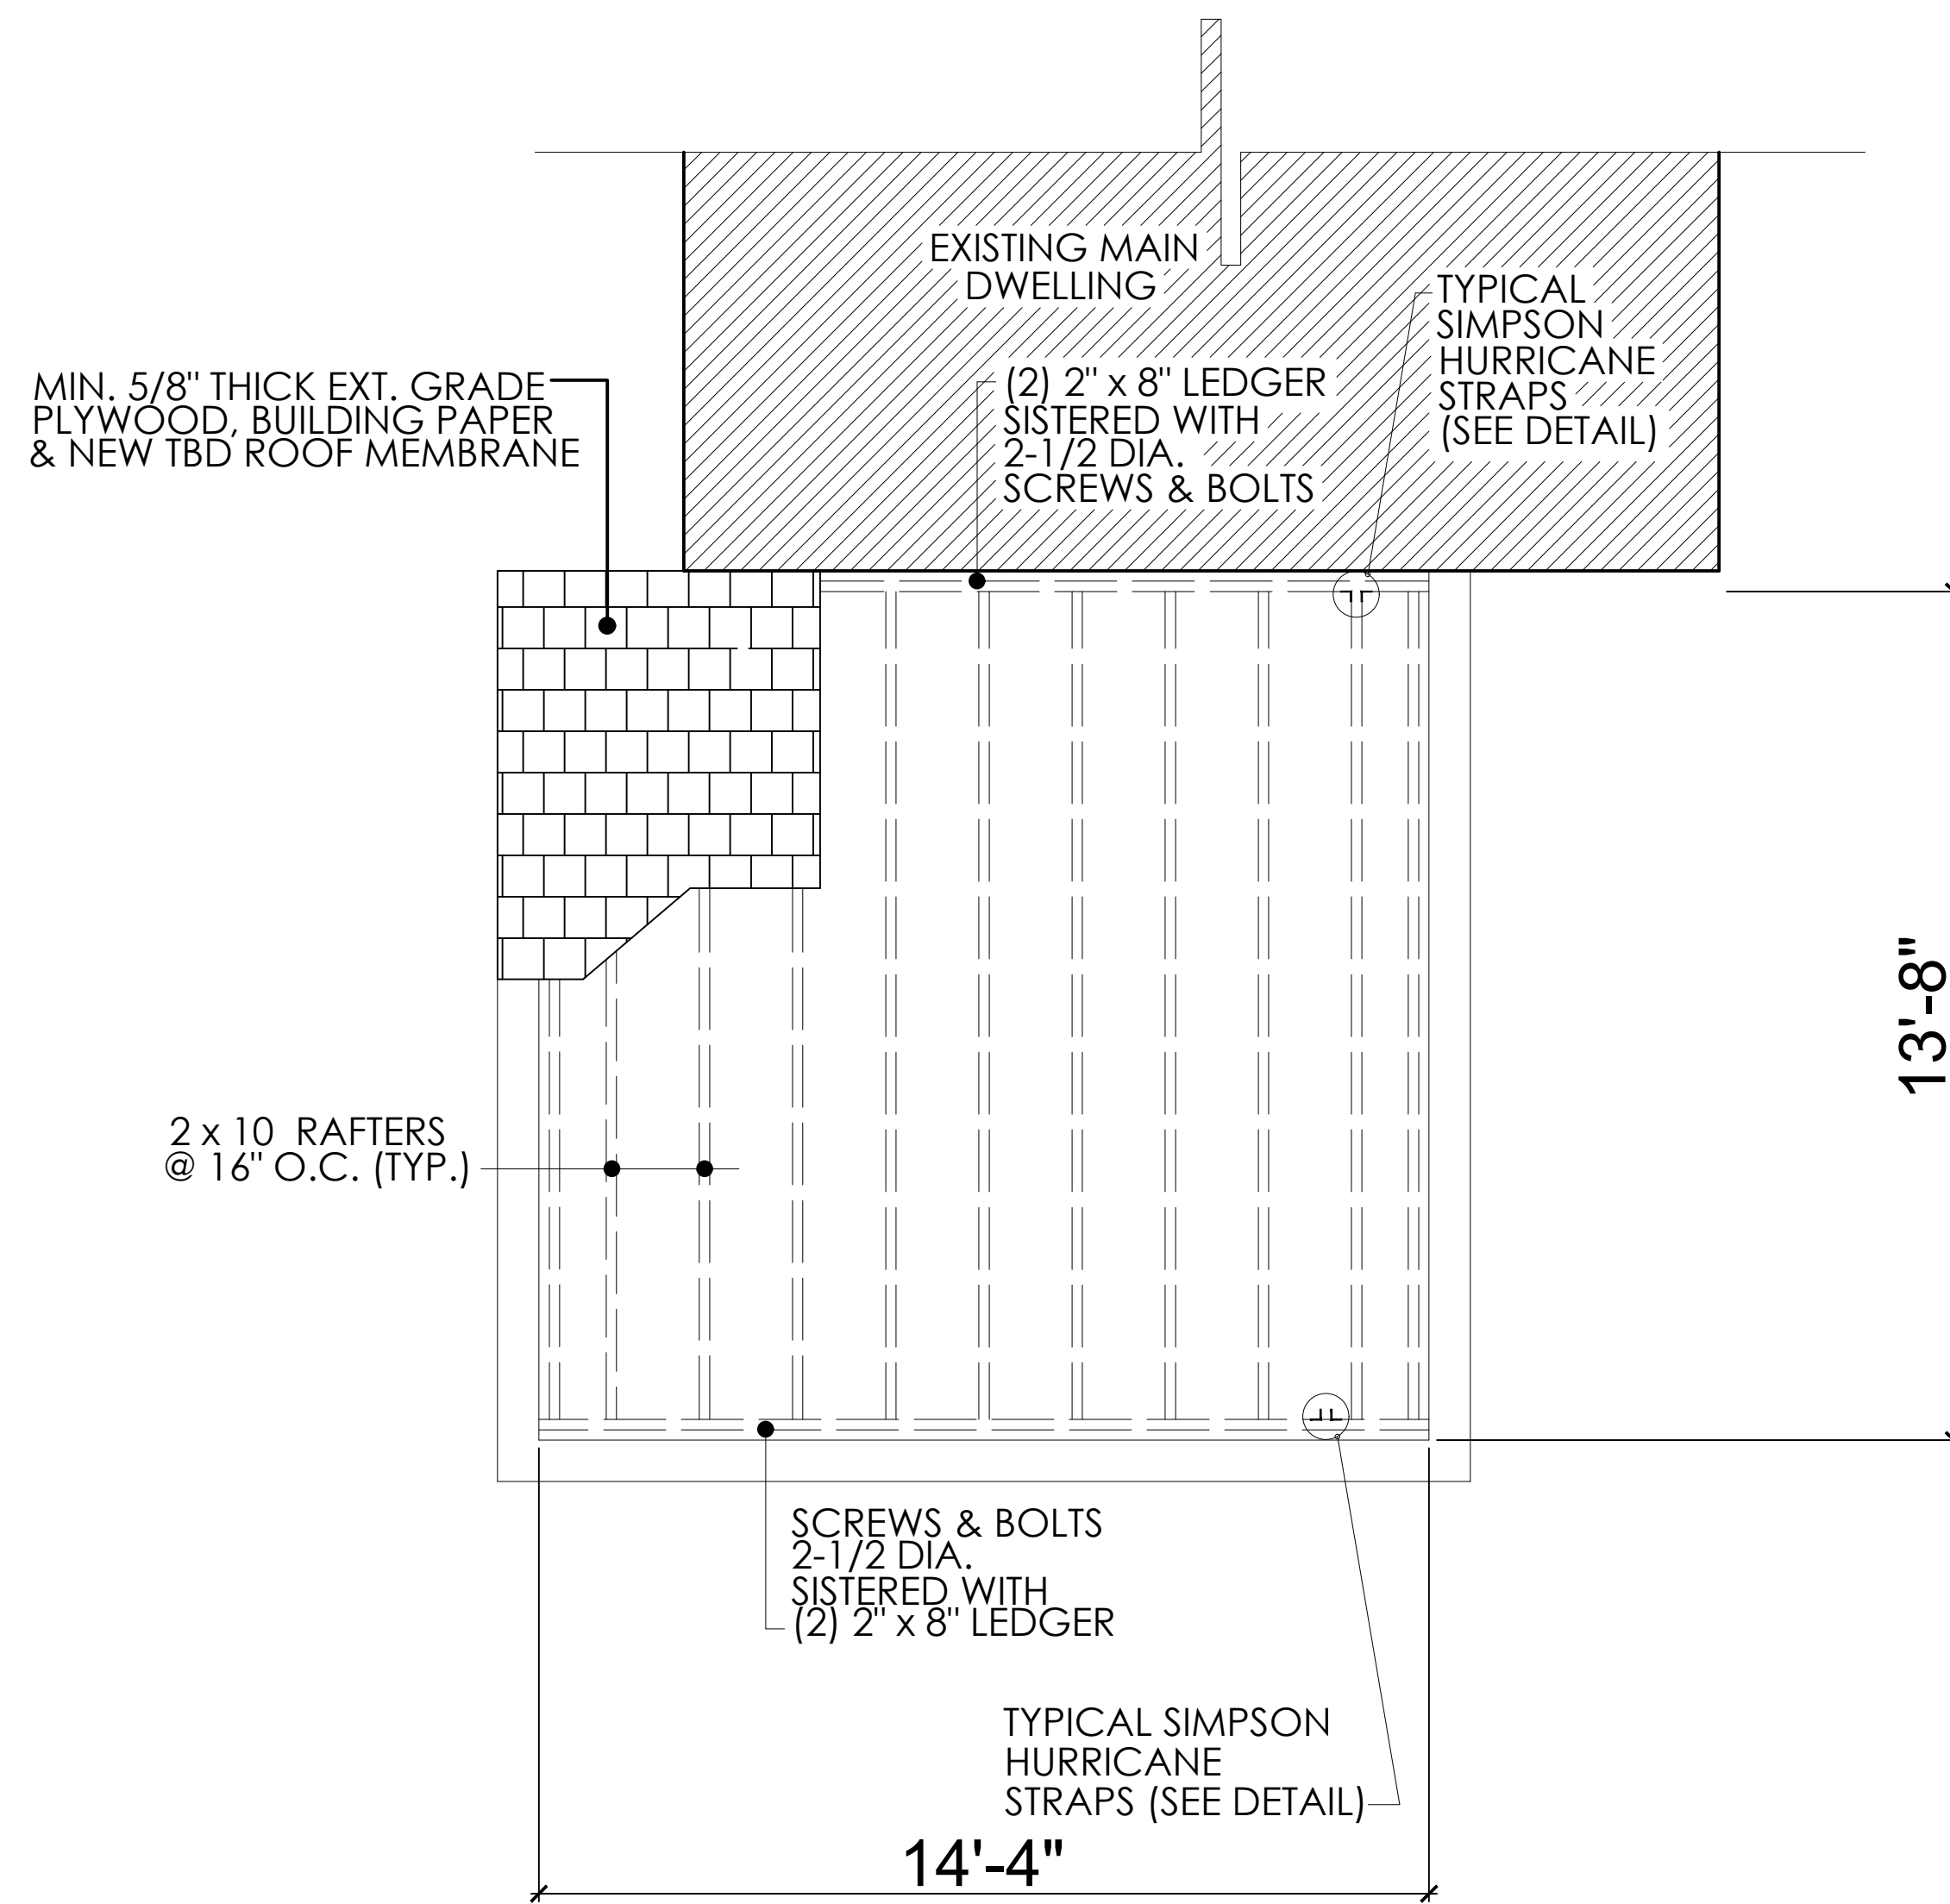 EXISTING MAIN
DWELLING
TYPICAL
SIMPSON
HURRICANE
STRAPS
(SEE DETAIL)
MIN. 5/8" THICK EXT. GRADE
PLYWOOD, BUILDING PAPER
& NEW TBD ROOF MEMBRANE
(2) 2" x 8" LEDGER
SISTERED WITH
2-1/2 DIA.
SCREWS & BOLTS
13'-8"
2 x 10 RAFTERS
@ 16" O.C. (TYP.)
SCREWS & BOLTS
2-1/2 DIA.
SISTERED WITH
(2) 2" x 8" LEDGER
TYPICAL SIMPSON
HURRICANE
STRAPS (SEE DETAIL)
14'-4"